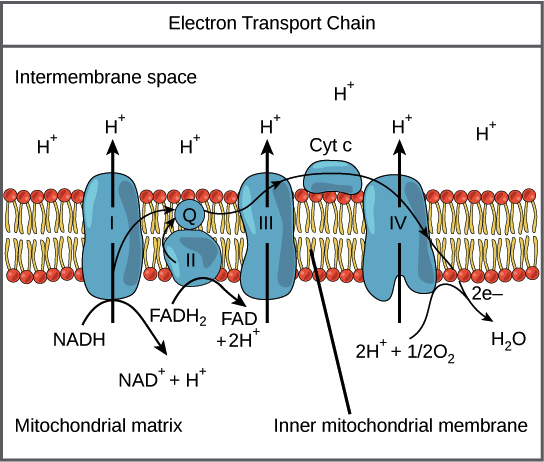 Electron Transport Chain
Intermembrane space
H⁺
H⁺
H⁺
H⁺
H⁺
H⁺
H⁺
Cyt c
I
Q
III
IV
II
FADH₂
FAD
+2H⁺
2e–
NADH
2H⁺ + 1/2O₂
H₂O
NAD⁺ + H⁺
Mitochondrial matrix
Inner mitochondrial membrane